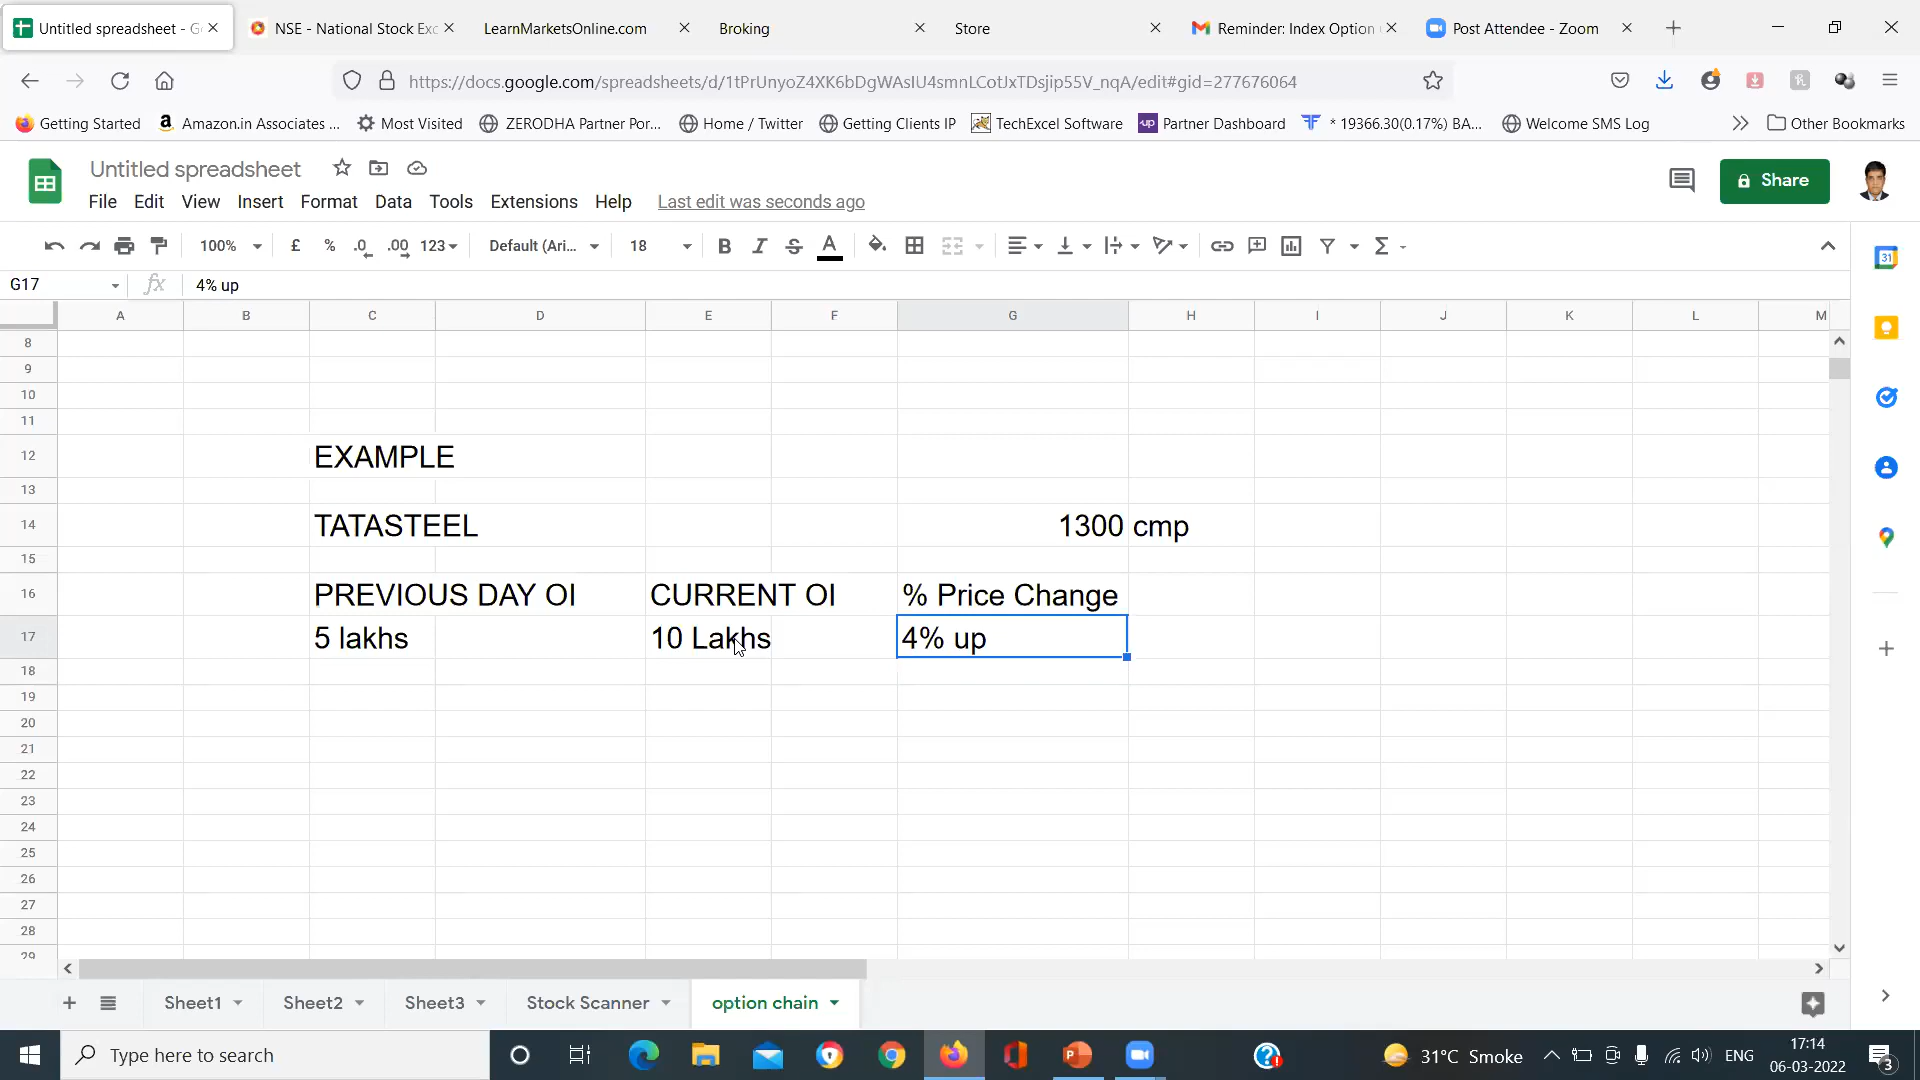 Untitled spreadsheet - G
NSE - National Stock Exc
LearnMarketsOnline.com
Broking
Store
Reminder: Index Option
Post Attendee - Zoom
https://docs.google.com/spreadsheets/d/1tPrUnyoZ4XK6bDgWAsIU4smnLCotUxTDsjip55V_nqA/edit#gid=277676064
Getting Started
Amazon.in Associates ...
Most Visited
ZERODHA Partner Por...
Home / Twitter
Getting Clients IP
TechExcel Software
Partner Dashboard
* 19366.30(0.17%) BA...
Welcome SMS Log
Other Bookmarks
Untitled spreadsheet
Share
File Edit View Insert Format Data Tools Extensions Help Last edit was seconds ago
100% £ % .0 .00 123 Default (Ari... 18 B I S A
G17 fx 4% up
A B C D E F G H I J K L M
8
9
10
11
12 EXAMPLE
13
14 TATASTEEL 1300 cmp
15
16 PREVIOUS DAY OI CURRENT OI % Price Change
17 5 lakhs 10 Lakhs 4% up
18
19
20
21
22
23
24
25
26
27
28
29
Sheet1 Sheet2 Sheet3 Stock Scanner option chain
Type here to search
31°C Smoke
ENG
17:14
06-03-2022
3